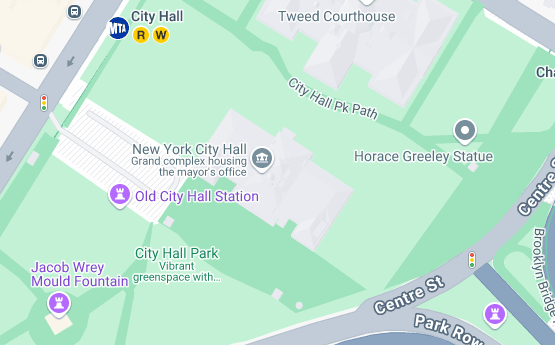 Tweed Courthouse
City Hall
MTA
R W
City Hall Pk Path
Cha
New York City Hall
Grand complex housing
the mayor's office
Horace Greeley Statue
Old City Hall Station
Centre S
Brooklyn Bridge
City Hall Park
Vibrant
greenspace with...
Jacob Wrey
Mould Fountain
Centre St
Park Row